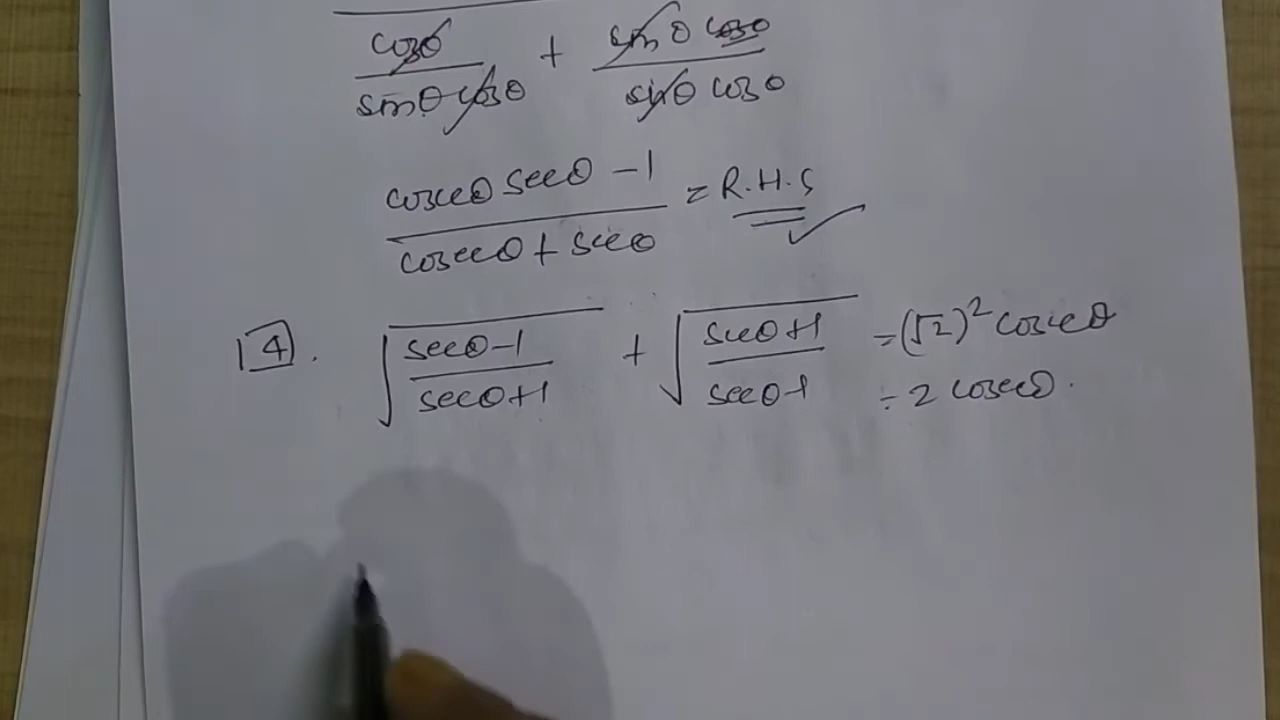 cosθ/sinθ cosθ + sinθ cosθ/sinθ cosθ
cosecθ secθ - 1/cosecθ + secθ = R.H.S
4. √(secθ-1/secθ+1) + √(secθ+1/secθ-1) = (√2)² cosecθ
= 2 cosecθ.